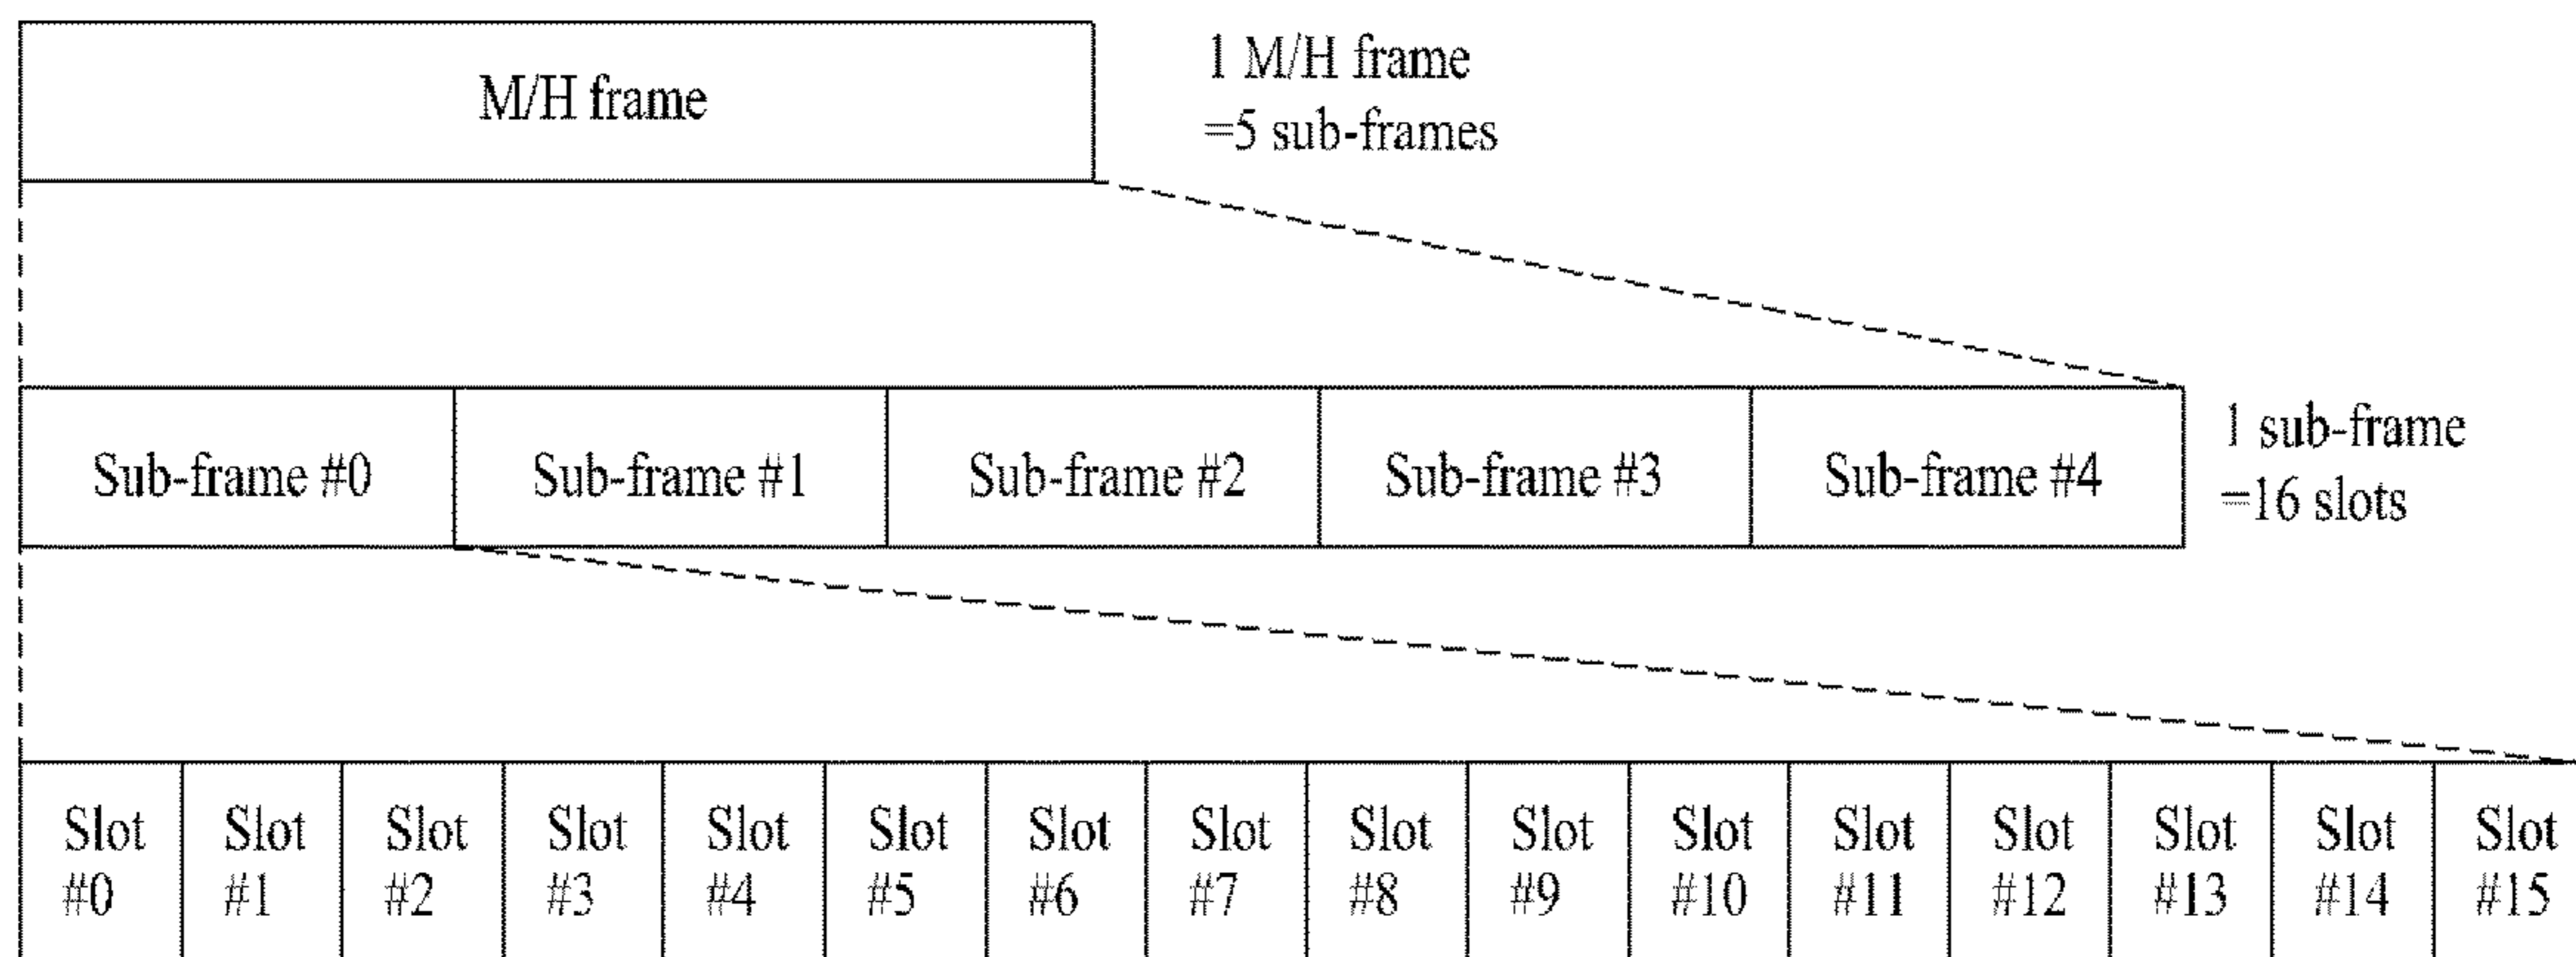 M/H frame
1 M/H frame
=5 sub-frames
Sub-frame #0
Sub-frame #1
Sub-frame #2
Sub-frame #3
Sub-frame #4
1 sub-frame
=16 slots
Slot
#0
Slot
#1
Slot
#2
Slot
#3
Slot
#4
Slot
#5
Slot
#6
Slot
#7
Slot
#8
Slot
#9
Slot
#10
Slot
#11
Slot
#12
Slot
#13
Slot
#14
Slot
#15